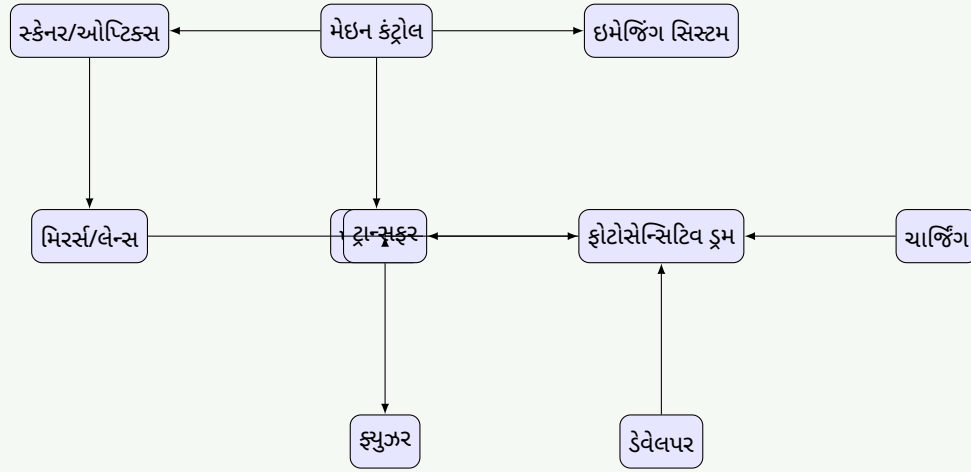 સ્કેનર/ઓપ્ટિક્સ
મેઇન કંટ્રોલ
ઇમેજિંગ સિસ્ટમ
મિરર્સ/લેન્સ
ટ્રાન્સફર
ફોટોસેન્સિટિવ ડ્રમ
ચાર્જિંગ
ફ્યુઝર
ડેવેલપર